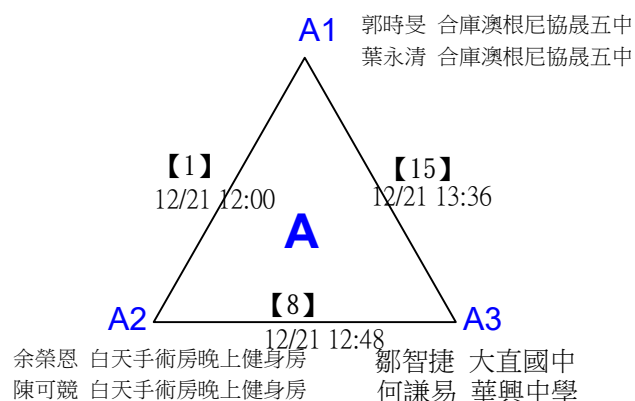 A1
郭時旻 合庫澳根尼協晟五中
葉永清 合庫澳根尼協晟五中
【1】
12/21 12:00
【15】
12/21 13:36
A
【8】
12/21 12:48
A2
A3
余榮恩 白天手術房晚上健身房
陳可競 白天手術房晚上健身房
鄒智捷 大直國中
何謙易 華興中學